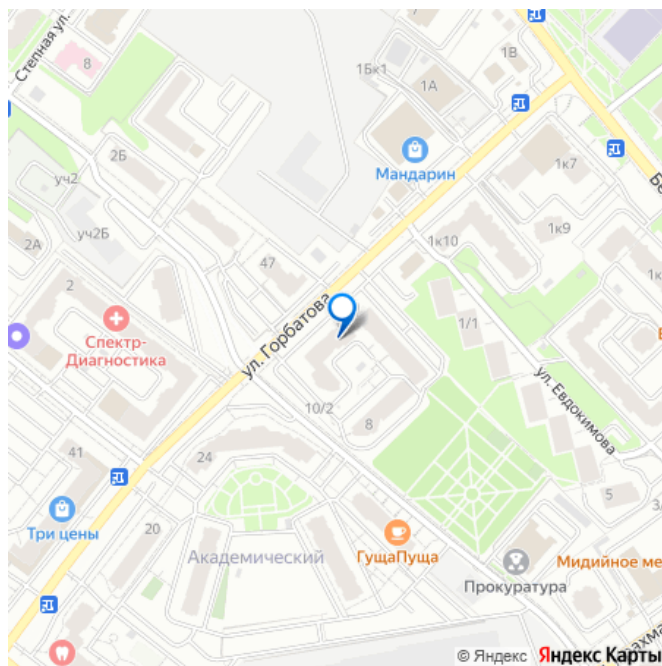 Степная ул.
8
1В
1Бк1
1А
2Б
Мандарин
1к7
уч2
Бе
уч2Б
1к10
1к9
2А
47
2
ул. Горбатова
1/1
Спектр-
Диагностика
ул. Евдокимова
10/2
8
24
41
5
3
Три цены
20
Академический
ГущаПуща
Мидийное ме
Прокуратура
© Яндекс Яндекс Карты